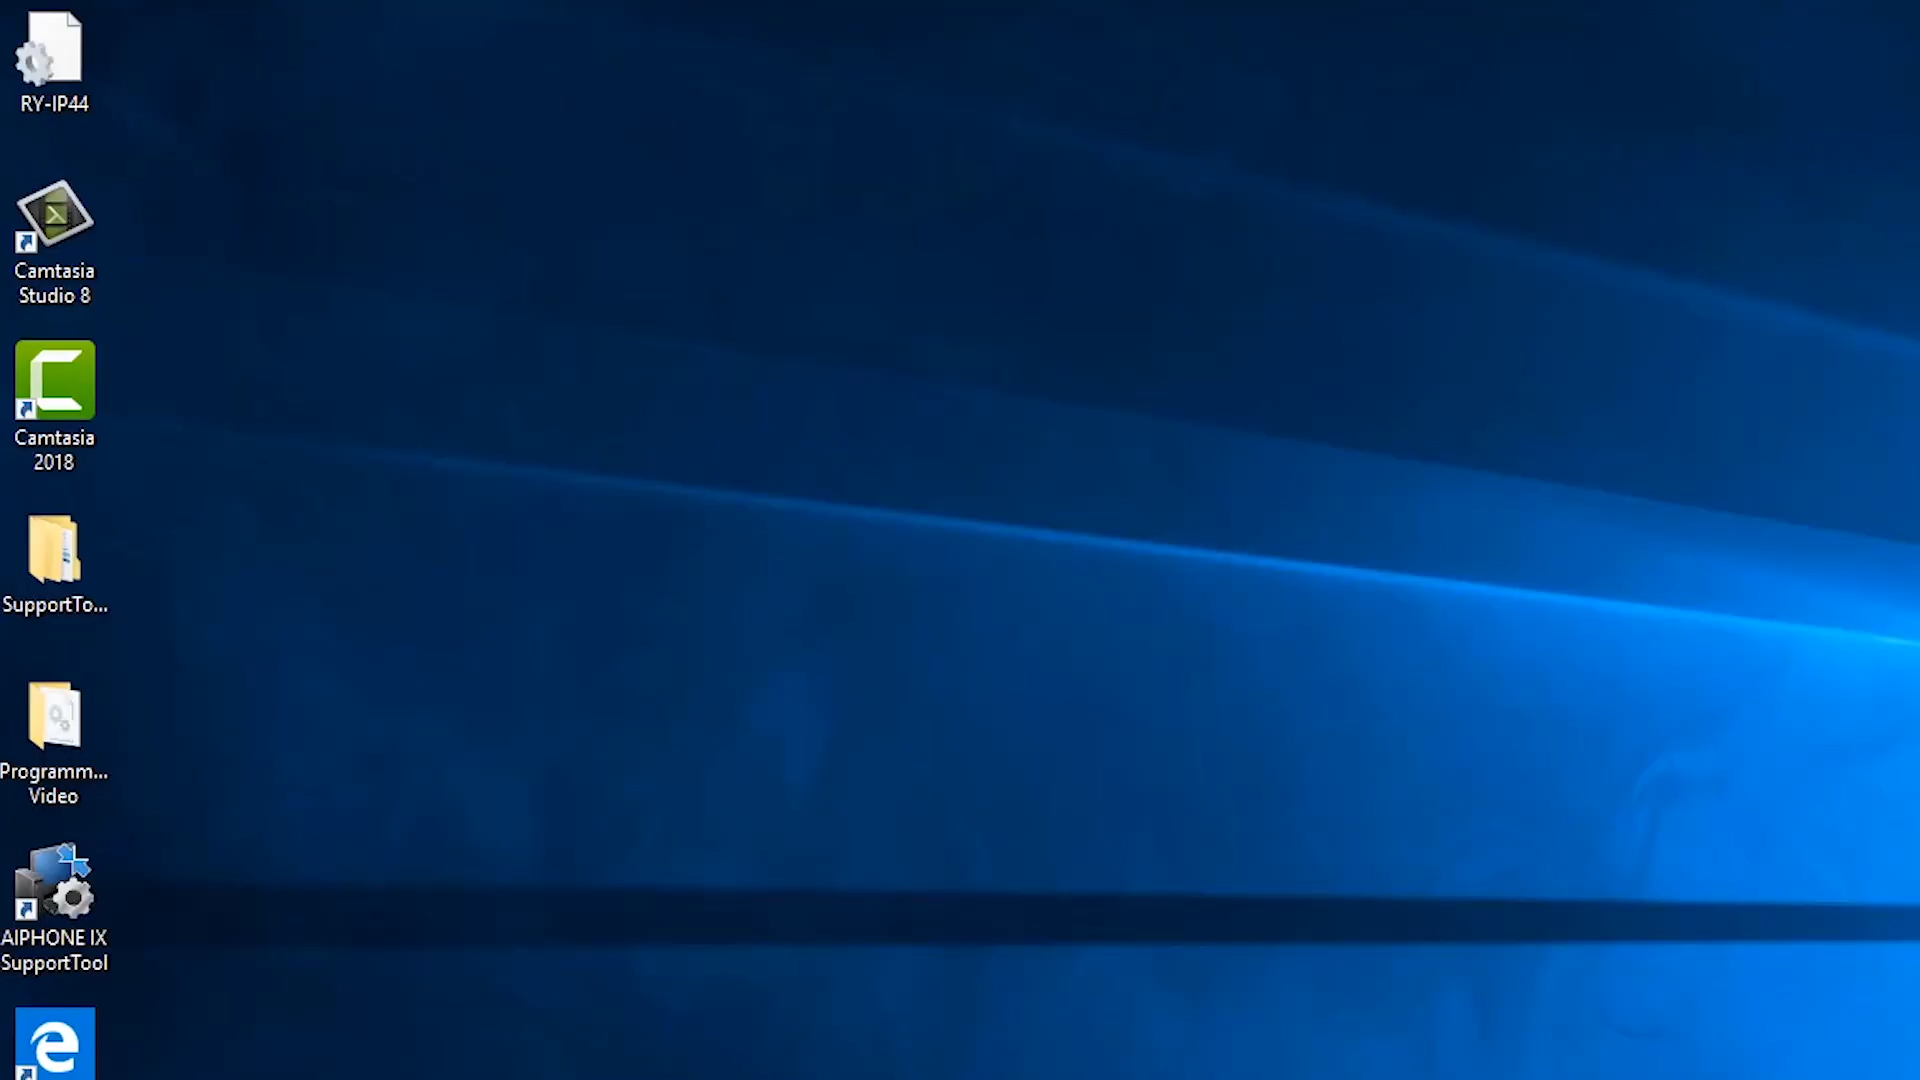 RY-IP44
Camtasia
Studio 8
Camtasia
2018
SupportTo...
Programm...
Video
AIPHONE IX
SupportTool